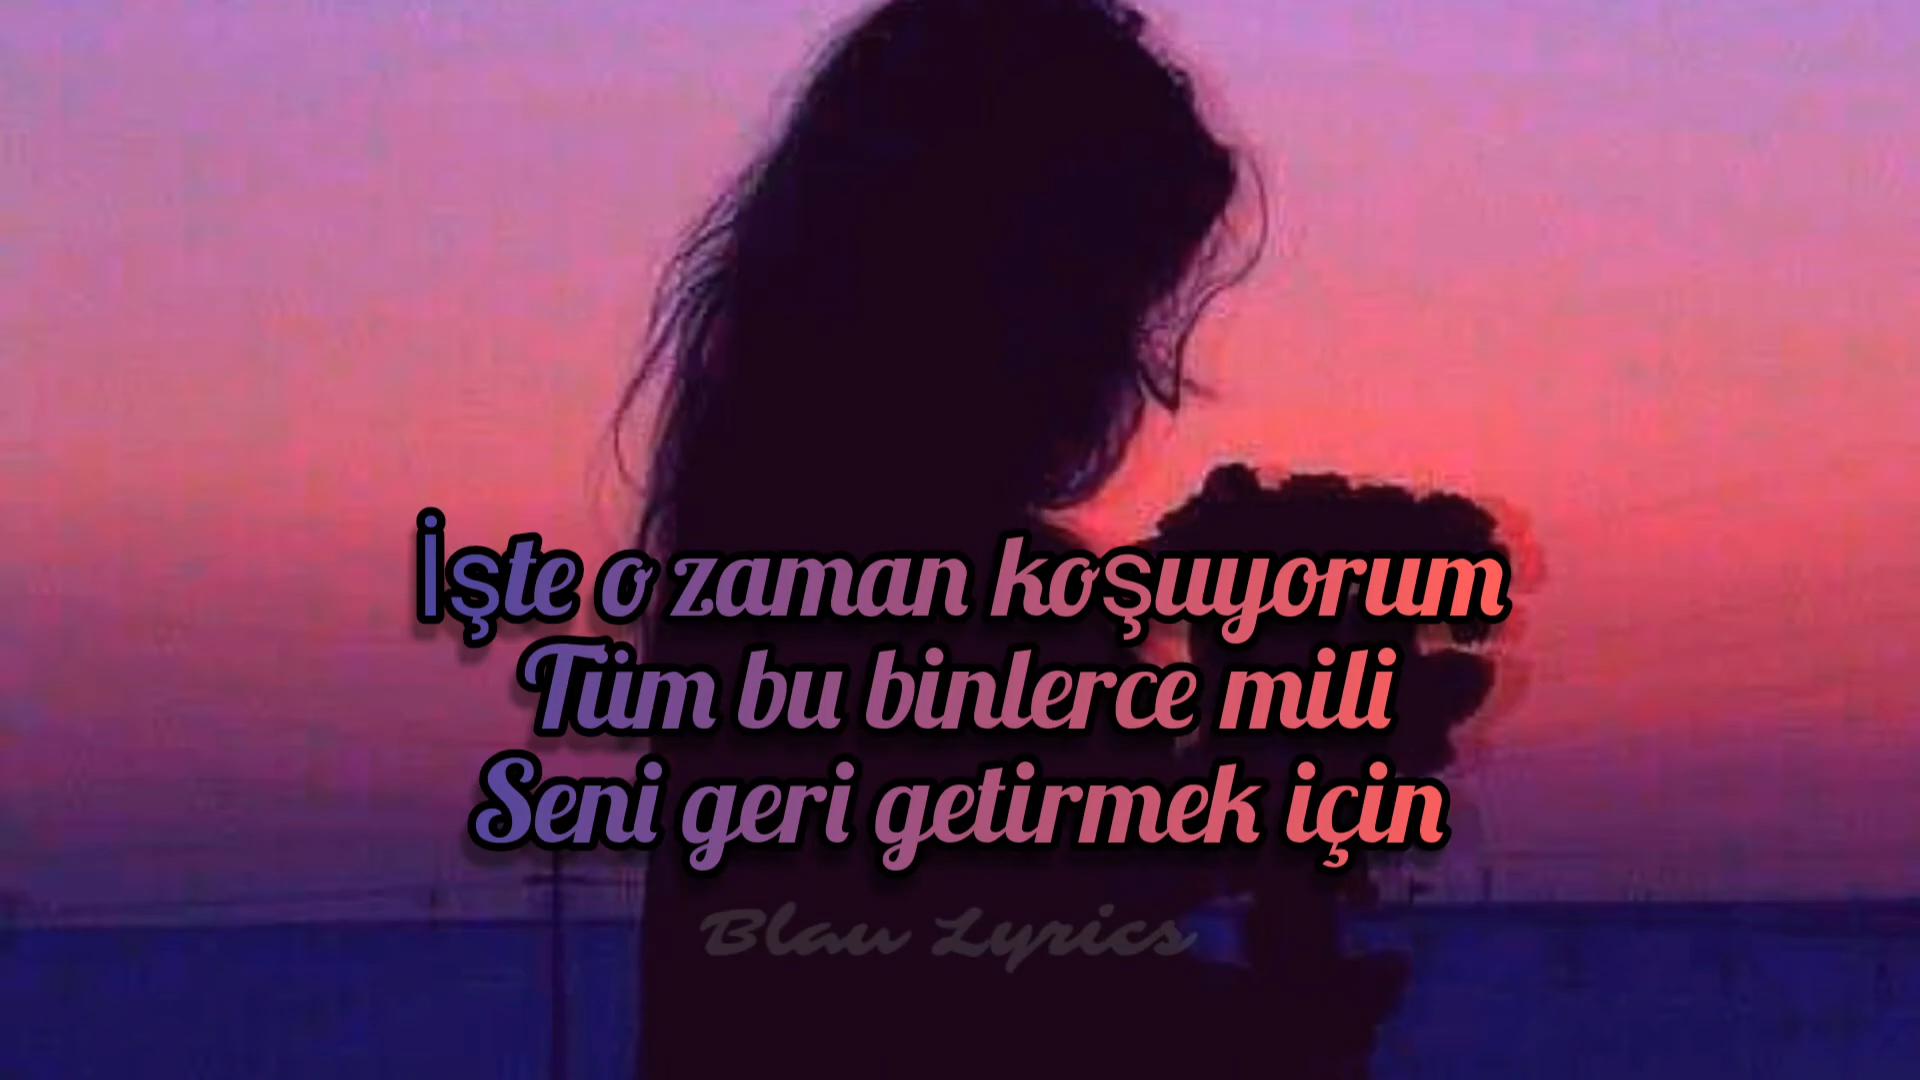 İşte o zaman koşuyorum
Tüm bu binlerce mili
Seni geri getirmek için
Blau Lyrics